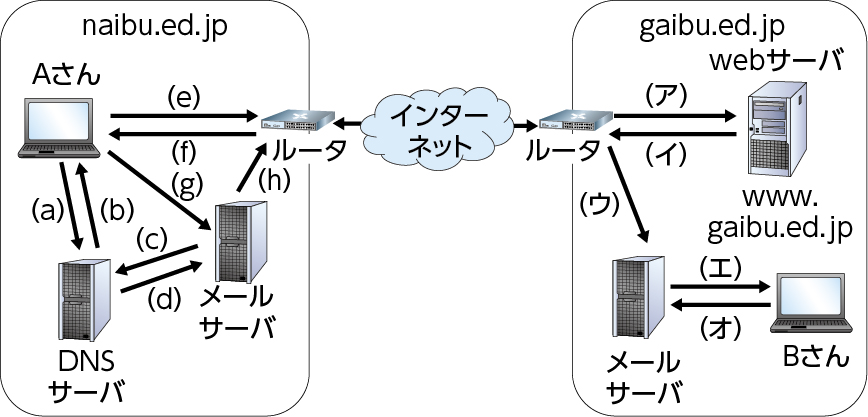 naibu.ed.jp
Aさん
(e)
(f)
ルータ
(g)
(h)
(a)
(b)
(c)
(d)
メール
サーバ
DNS
サーバ
インター
ネット
gaibu.ed.jp
webサーバ
(ア)
(イ)
ルータ
www.
gaibu.ed.jp
(ウ)
(エ)
(オ)
メール
サーバ
Bさん